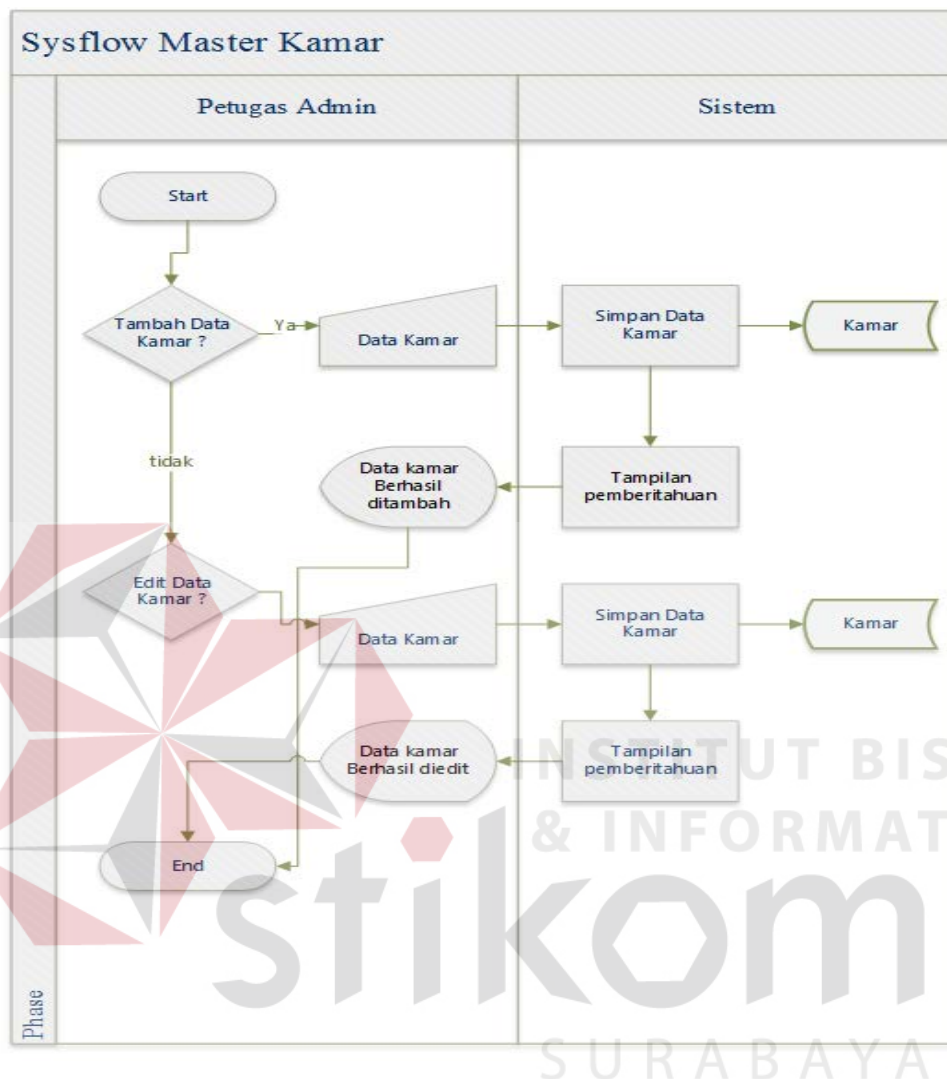 Sysflow Master Kamar
Petugas Admin
Sistem
Start
Tambah Data
Kamar ?
Ya
Data Kamar
Simpan Data
Kamar
Kamar
tidak
Data kamar
Berhasil
ditambah
Tampilan
pemberitahuan
Edit Data
Kamar ?
Data Kamar
Simpan Data
Kamar
Kamar
Data kamar
Berhasil diedit
Tampilan
pemberitahuan
End
Phase
INSTITUT BIS
& INFORMAT
stikom
SURABAYA